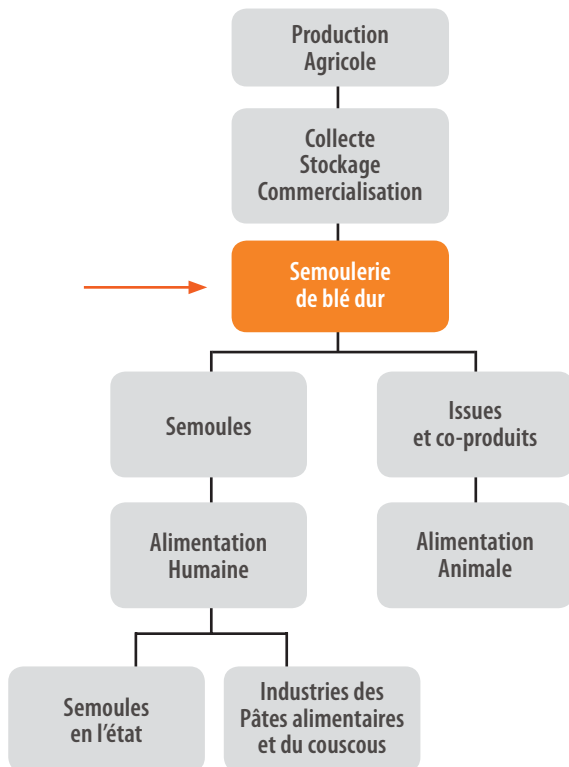 Production
Agricole
Collecte
Stockage
Commercialisation
Semoulerie
de blé dur
Semoules
Issues
et co-produits
Alimentation
Humaine
Alimentation
Animale
Semoules
en l’état
Industries des
Pâtes alimentaires
et du couscous